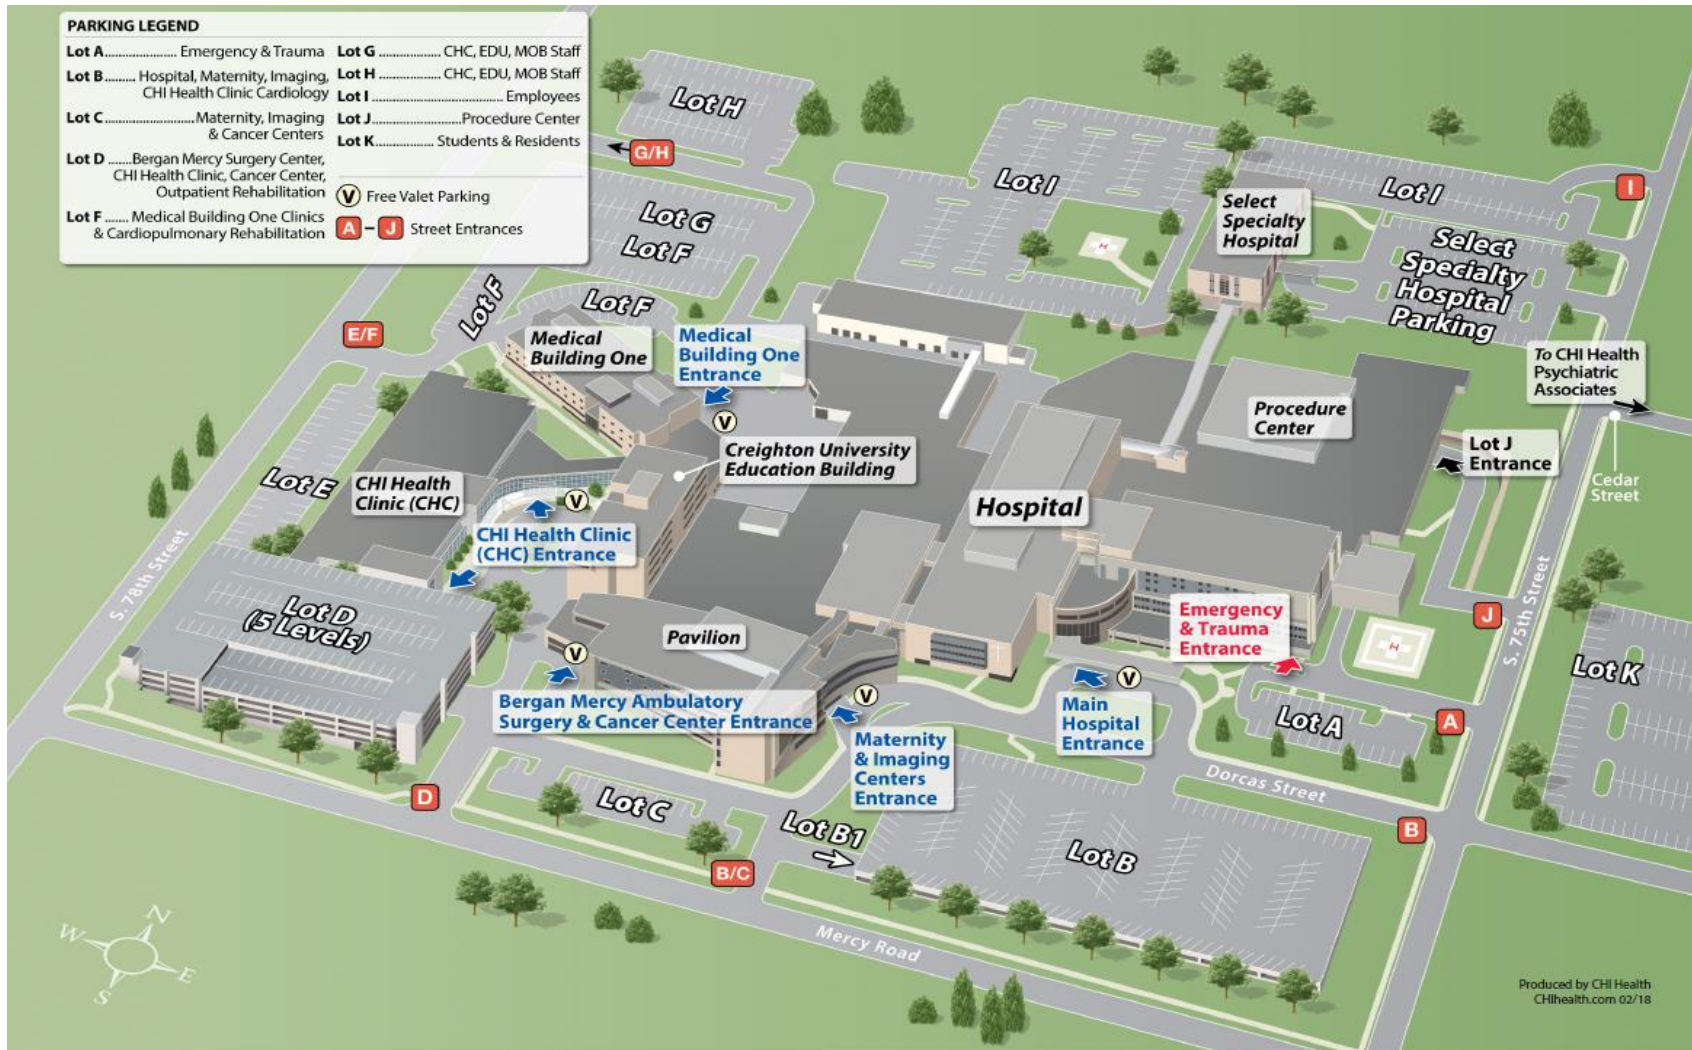 PARKING LEGEND
Lot A.................... Emergency & Trauma
Lot B......... Hospital, Maternity, Imaging,
CHI Health Clinic Cardiology
Lot C..........................Maternity, Imaging
& Cancer Centers
Lot D .......Bergan Mercy Surgery Center,
CHI Health Clinic, Cancer Center,
Outpatient Rehabilitation
Lot F ....... Medical Building One Clinics
& Cardiopulmonary Rehabilitation
Lot G .................. CHC, EDU, MOB Staff
Lot H .................. CHC, EDU, MOB Staff
Lot I ...................................... Employees
Lot J..........................Procedure Center
Lot K................. Students & Residents
V Free Valet Parking
A – J Street Entrances
Lot H
G/H
Lot I
Lot I
I
Select
Specialty
Hospital
Lot G
Lot F
Select
Specialty
Hospital
Parking
Lot F
Lot F
E/F
Medical
Building One
Medical
Building One
Entrance
V
To CHI Health
Psychiatric
Associates
Procedure
Center
Lot J
Entrance
Cedar
Street
Creighton University
Education Building
Lot E
CHI Health
Clinic (CHC)
V
Hospital
CHI Health Clinic
(CHC) Entrance
S. 78th Street
S. 75th Street
Lot D
(5 Levels)
Pavilion
Emergency
& Trauma
Entrance
J
H
H
Lot K
V
Bergan Mercy Ambulatory
Surgery & Cancer Center Entrance
V
V
Main
Hospital
Entrance
Lot A
A
Maternity
& Imaging
Centers
Entrance
Dorcas Street
D
Lot C
Lot B1
Lot B
B
B/C
Mercy Road
N
W
E
S
Produced by CHI Health
CHIhealth.com 02/18